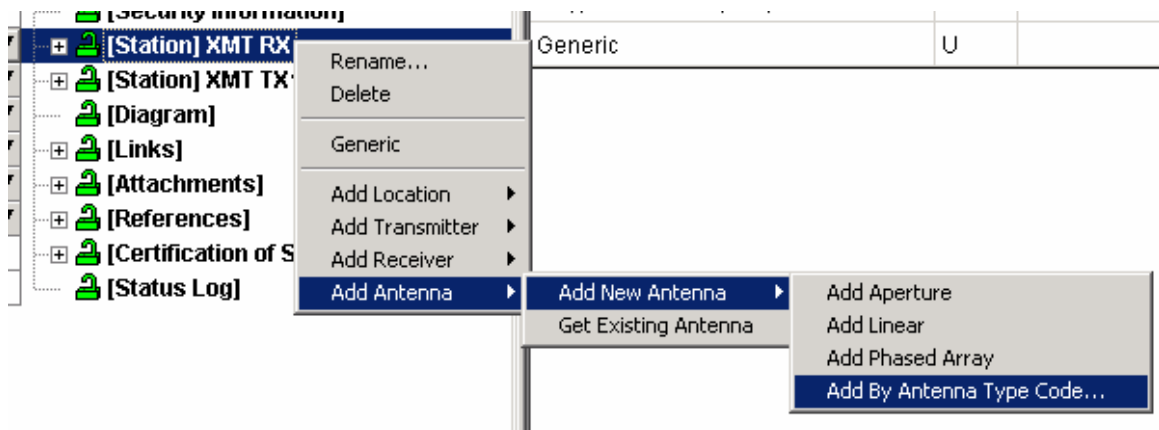 [Security Information]
[Station] XMT RX
Generic
U
[Station] XMT TX
[Diagram]
[Links]
[Attachments]
[References]
[Certification of S
[Status Log]
Rename...
Delete
Generic
Add Location
Add Transmitter
Add Receiver
Add Antenna
Add New Antenna
Get Existing Antenna
Add Aperture
Add Linear
Add Phased Array
Add By Antenna Type Code...